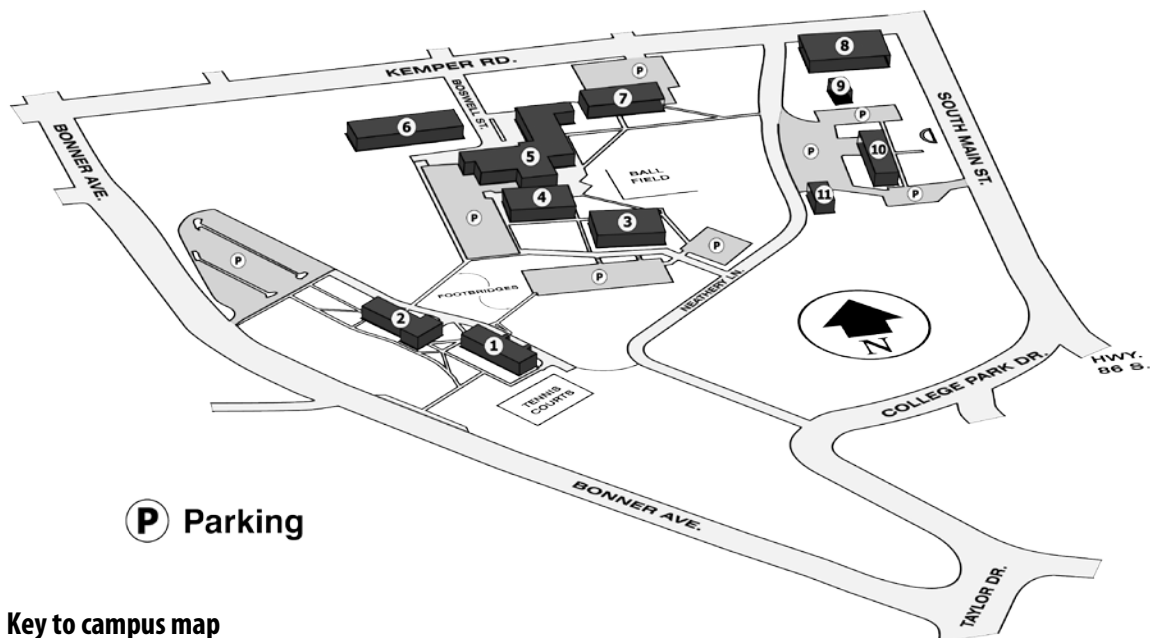 8
KEMPER RD.
P
7
9
BOSWELL ST.
P
SOUTH MAIN ST.
6
BONNER AVE.
5
P
10
BALL
FIELD
4
11
P
3
P
P
P
P
FOOTBRIDGES
NEATHERY LN.
2
1
N
HWY.
86 S.
COLLEGE PARK DR.
TENNIS
COURTS
BONNER AVE.
P Parking
TAYLOR DR.
Key to campus map